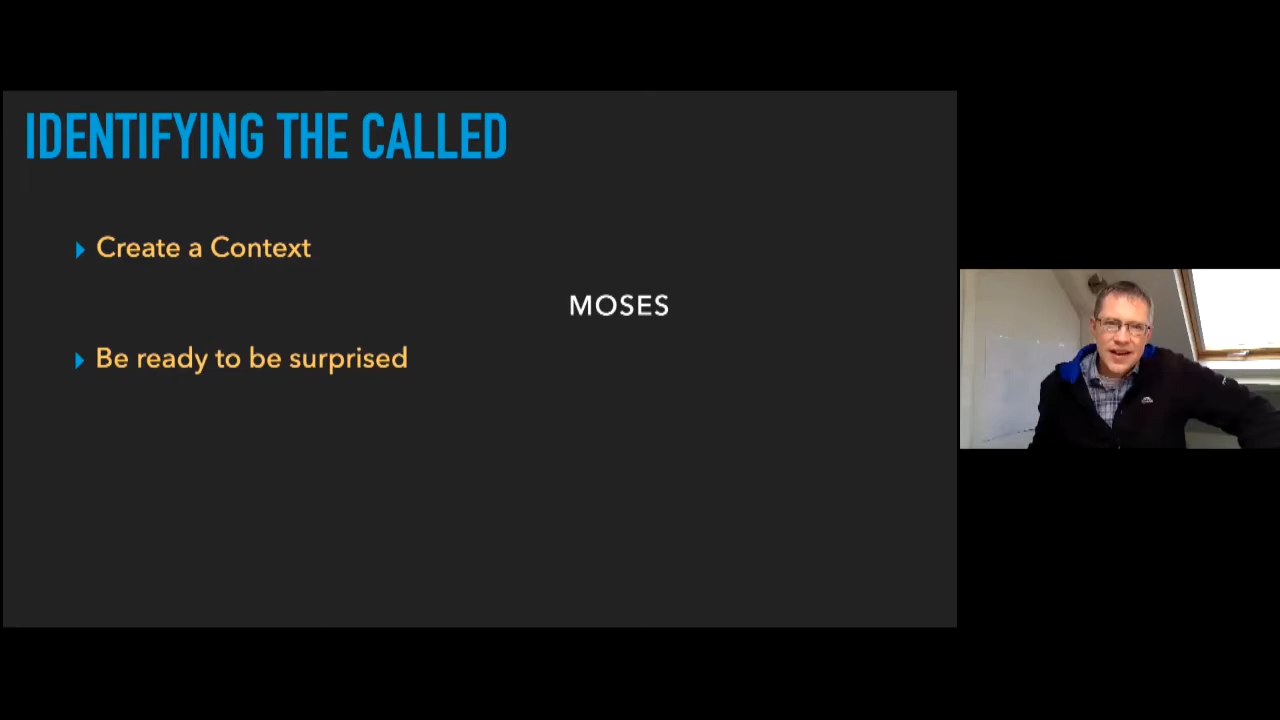 IDENTIFYING THE CALLED
Create a Context
MOSES
Be ready to be surprised